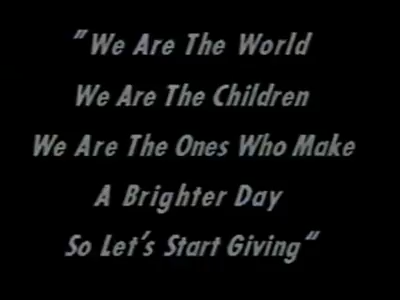 "We Are The World
We Are The Children
We Are The Ones Who Make
A Brighter Day
So Let's Start Giving"